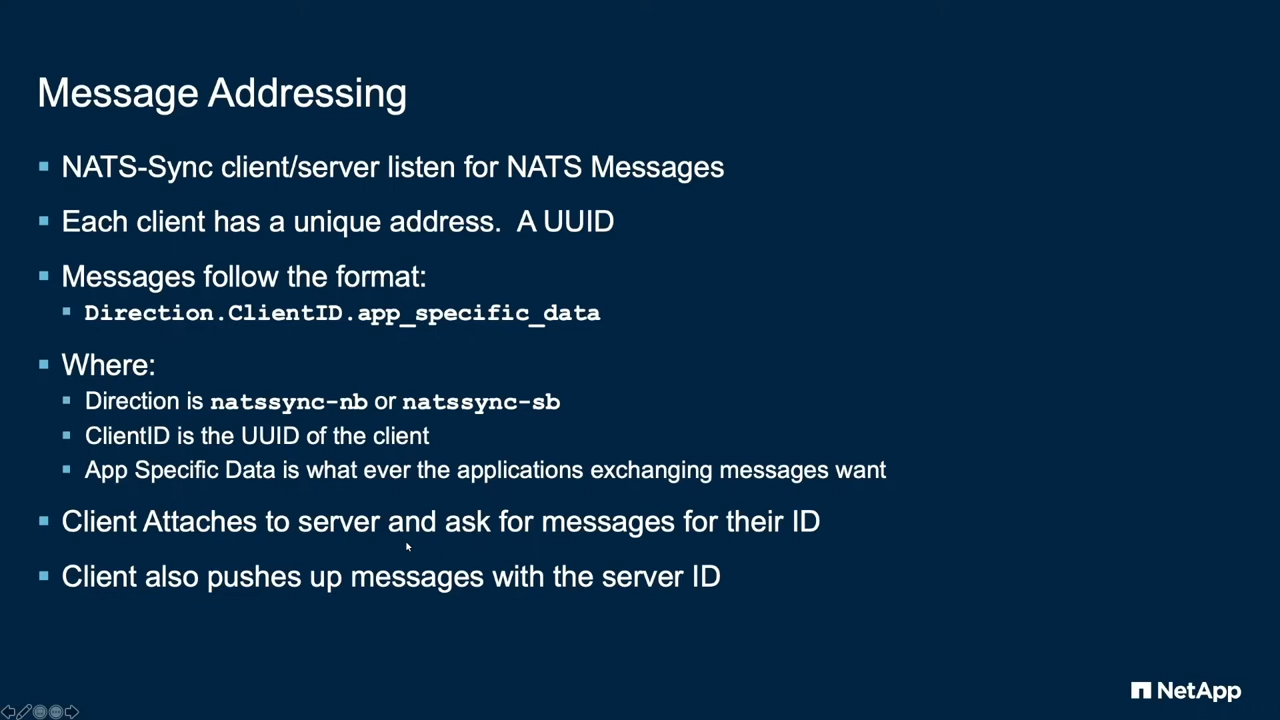 Message Addressing
NATS-Sync client/server listen for NATS Messages
Each client has a unique address.  A UUID
Messages follow the format:
Direction.ClientID.app_specific_data
Where:
Direction is natssync-nb or natssync-sb
ClientID is the UUID of the client
App Specific Data is what ever the applications exchanging messages want
Client Attaches to server and ask for messages for their ID
Client also pushes up messages with the server ID
NetApp